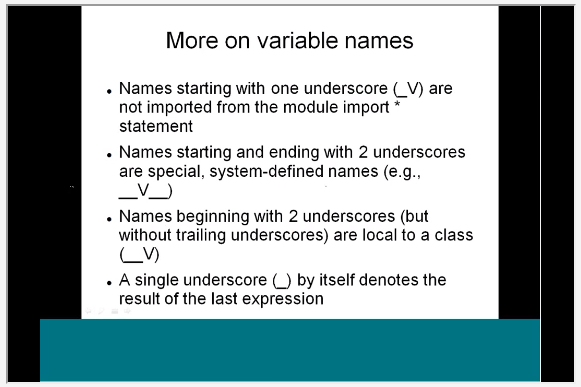 More on variable names
• Names starting with one underscore (_V) are
not imported from the module import *
statement
• Names starting and ending with 2 underscores
are special, system-defined names (e.g.,
__V__)
• Names beginning with 2 underscores (but
without trailing underscores) are local to a class
(__V)
• A single underscore (_) by itself denotes the
result of the last expression